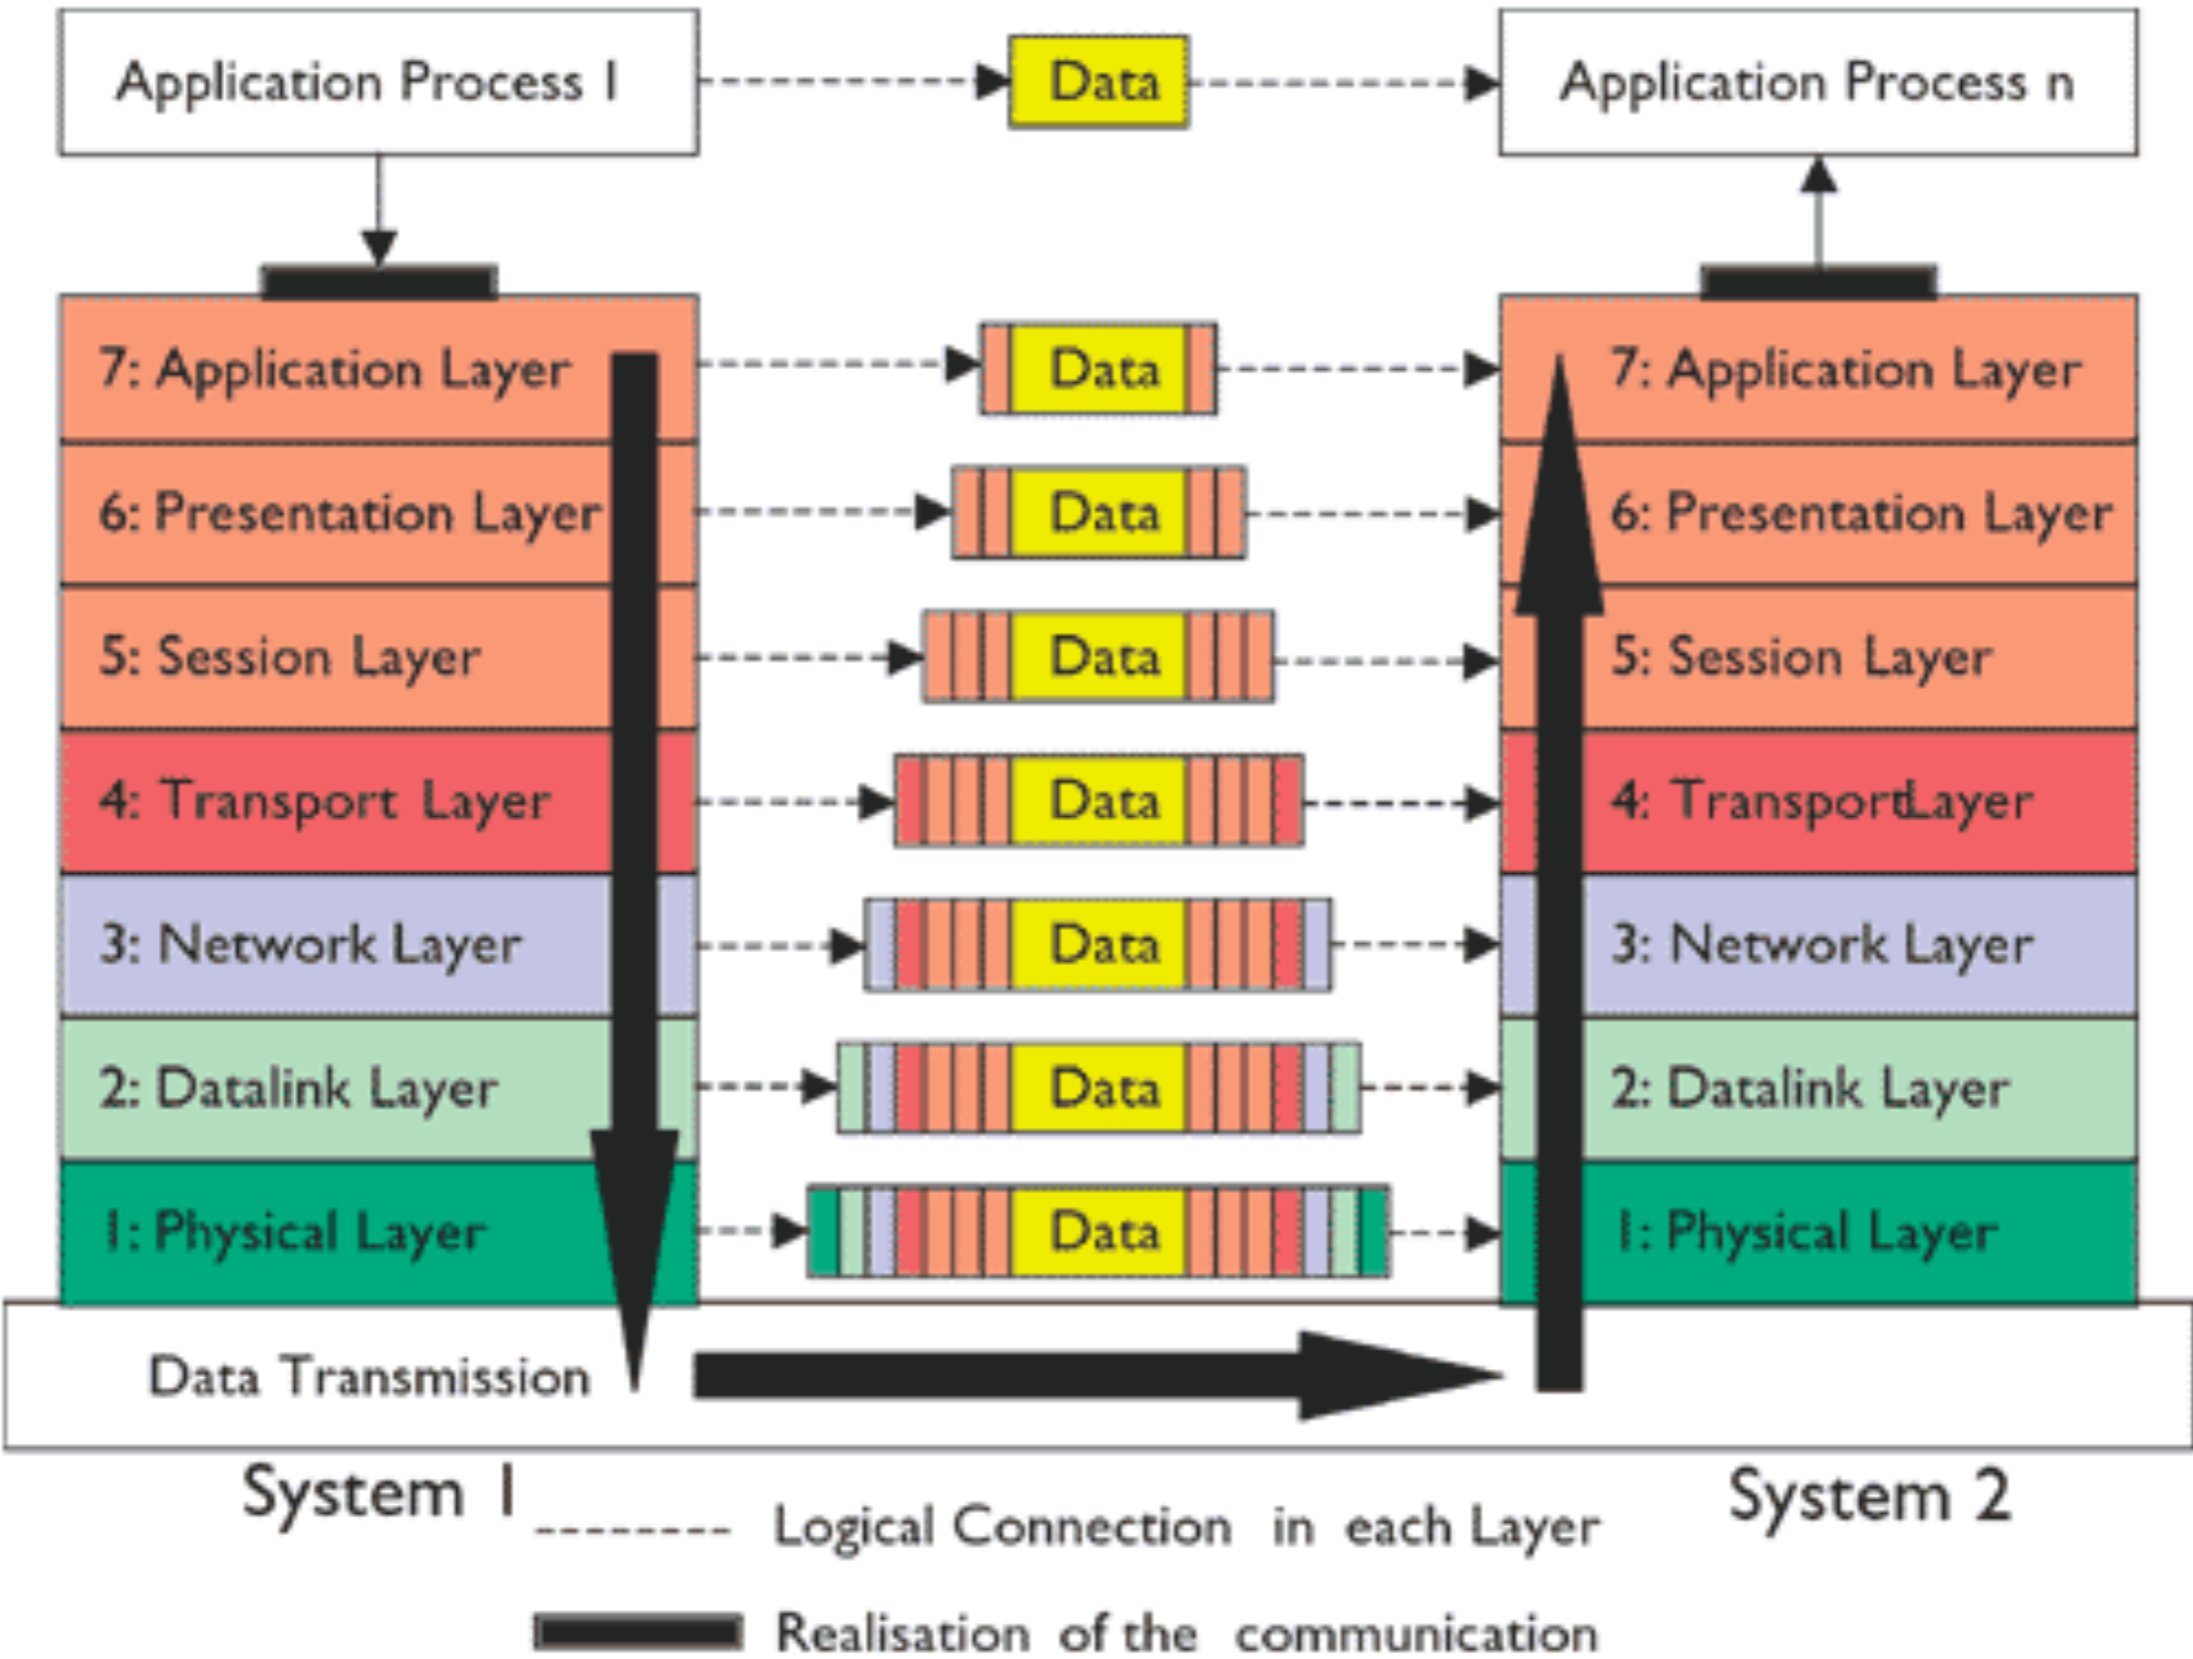 Application Process 1
Data
Application Process n
7: Application Layer
Data
7: Application Layer
6: Presentation Layer
Data
6: Presentation Layer
5: Session Layer
Data
5: Session Layer
4: Transport Layer
Data
4: Transport Layer
3: Network Layer
Data
3: Network Layer
2: Datalink Layer
Data
2: Datalink Layer
1: Physical Layer
Data
1: Physical Layer
Data Transmission
System 1
System 2
Logical Connection in each Layer
Realisation of the communication